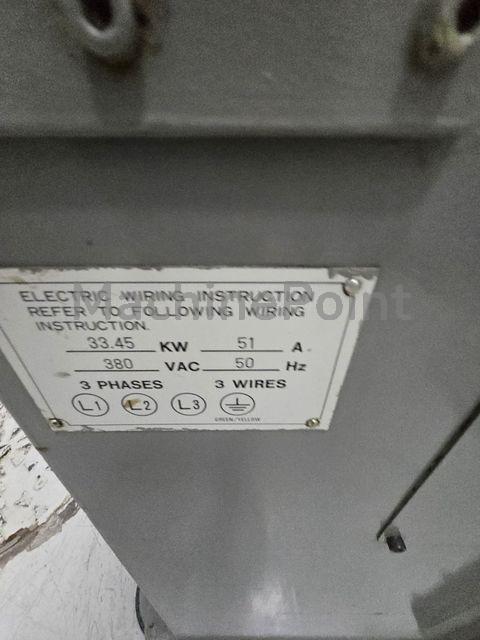 ELECTRIC WIRING INSTRUCTION
REFER TO FOLLOWING WIRING
INSTRUCTION.
33.45 KW 51 A.
380 VAC 50 Hz
3 PHASES 3 WIRES
L1 L2 L3
GREEN/YELLOW
MachinePoint